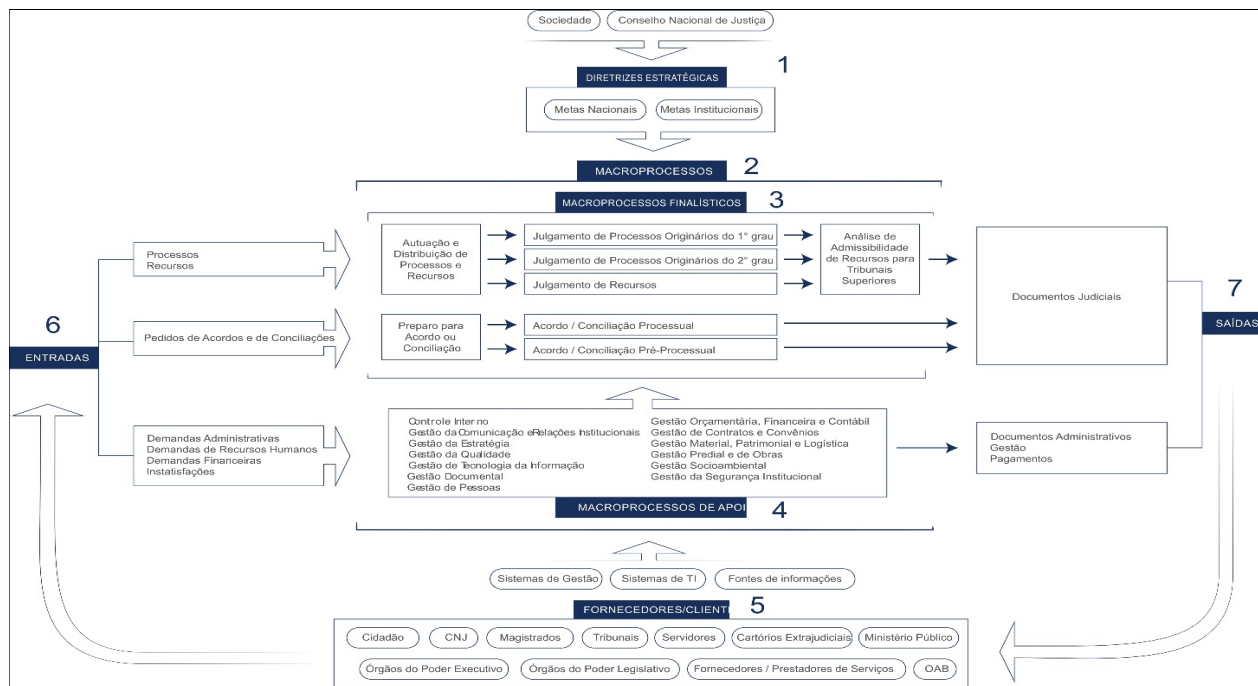 Sociedade
Conselho Nacional de Justiça
1
DIRETRIZES ESTRATÉGICAS
Metas Nacionais
Metas Institucionais
MACROPROCESSOS
2
MACROPROCESSOS FINALÍSTICOS
3
Processos
Recursos
Autuação e
Distribuição de
Processos e
Recursos
Julgamento de Processos Originários do 1º grau
Julgamento de Processos Originários do 2º grau
Julgamento de Recursos
Análise de
Admissibilidade
de Recursos para
Tribunais
Superiores
Documentos Judiciais
6
ENTRADAS
7
SAÍDAS
Pedidos de Acordos e de Conciliações
Preparo para
Acordo ou
Conciliação
Acordo / Conciliação Processual
Acordo / Conciliação Pré-Processual
Demandas Administrativas
Demandas de Recursos Humanos
Demandas Financeiras
Instatisfações
Controle Interno
Gestão da Comunicação e Relações Institucionais
Gestão da Estratégia
Gestão da Qualidade
Gestão de Tecnologia da Informação
Gestão Documental
Gestão de Pessoas
Gestão Orçamentária, Financeira e Contábil
Gestão de Contratos e Convênios
Gestão Material, Patrimonial e Logística
Gestão Predial e de Obras
Gestão Socioambiental
Gestão da Segurança Institucional
Documentos Administrativos
Gestão
Pagamentos
MACROPROCESSOS DE APOI
4
Sistemas de Gestão
Sistemas de TI
Fontes de informações
FORNECEDORES/CLIENT
5
Cidadão
CNJ
Magistrados
Tribunais
Servidores
Cartórios Extrajudiciais
Ministério Público
Órgãos do Poder Executivo
Órgãos do Poder Legislativo
Fornecedores / Prestadores de Serviços
OAB